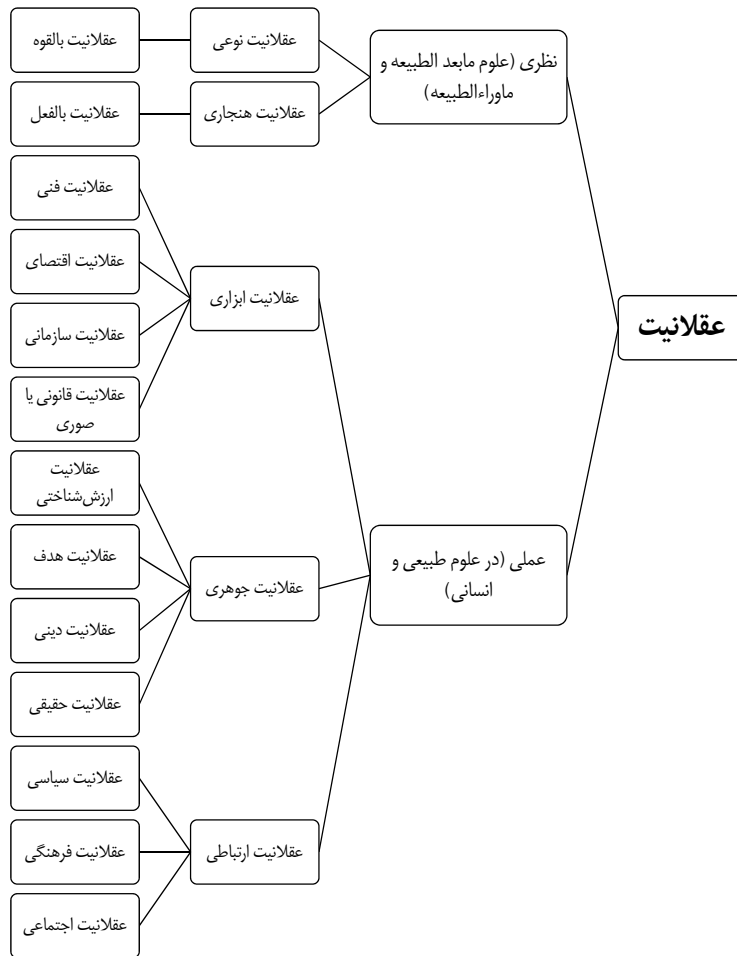 عقلانیت
نظری (علوم مابعد الطبیعه و
ماوراءالطبیعه)
عقلانیت نوعی
عقلانیت بالقوه
عقلانیت هنجاری
عقلانیت بالفعل
عملی (در علوم طبیعی و
انسانی)
عقلانیت ابزاری
عقلانیت فنی
عقلانیت اقتصای
عقلانیت سازمانی
عقلانیت قانونی یا
صوری
عقلانیت جوهری
عقلانیت
ارزش‌شناختی
عقلانیت هدف
عقلانیت دینی
عقلانیت حقیقی
عقلانیت ارتباطی
عقلانیت سیاسی
عقلانیت فرهنگی
عقلانیت اجتماعی